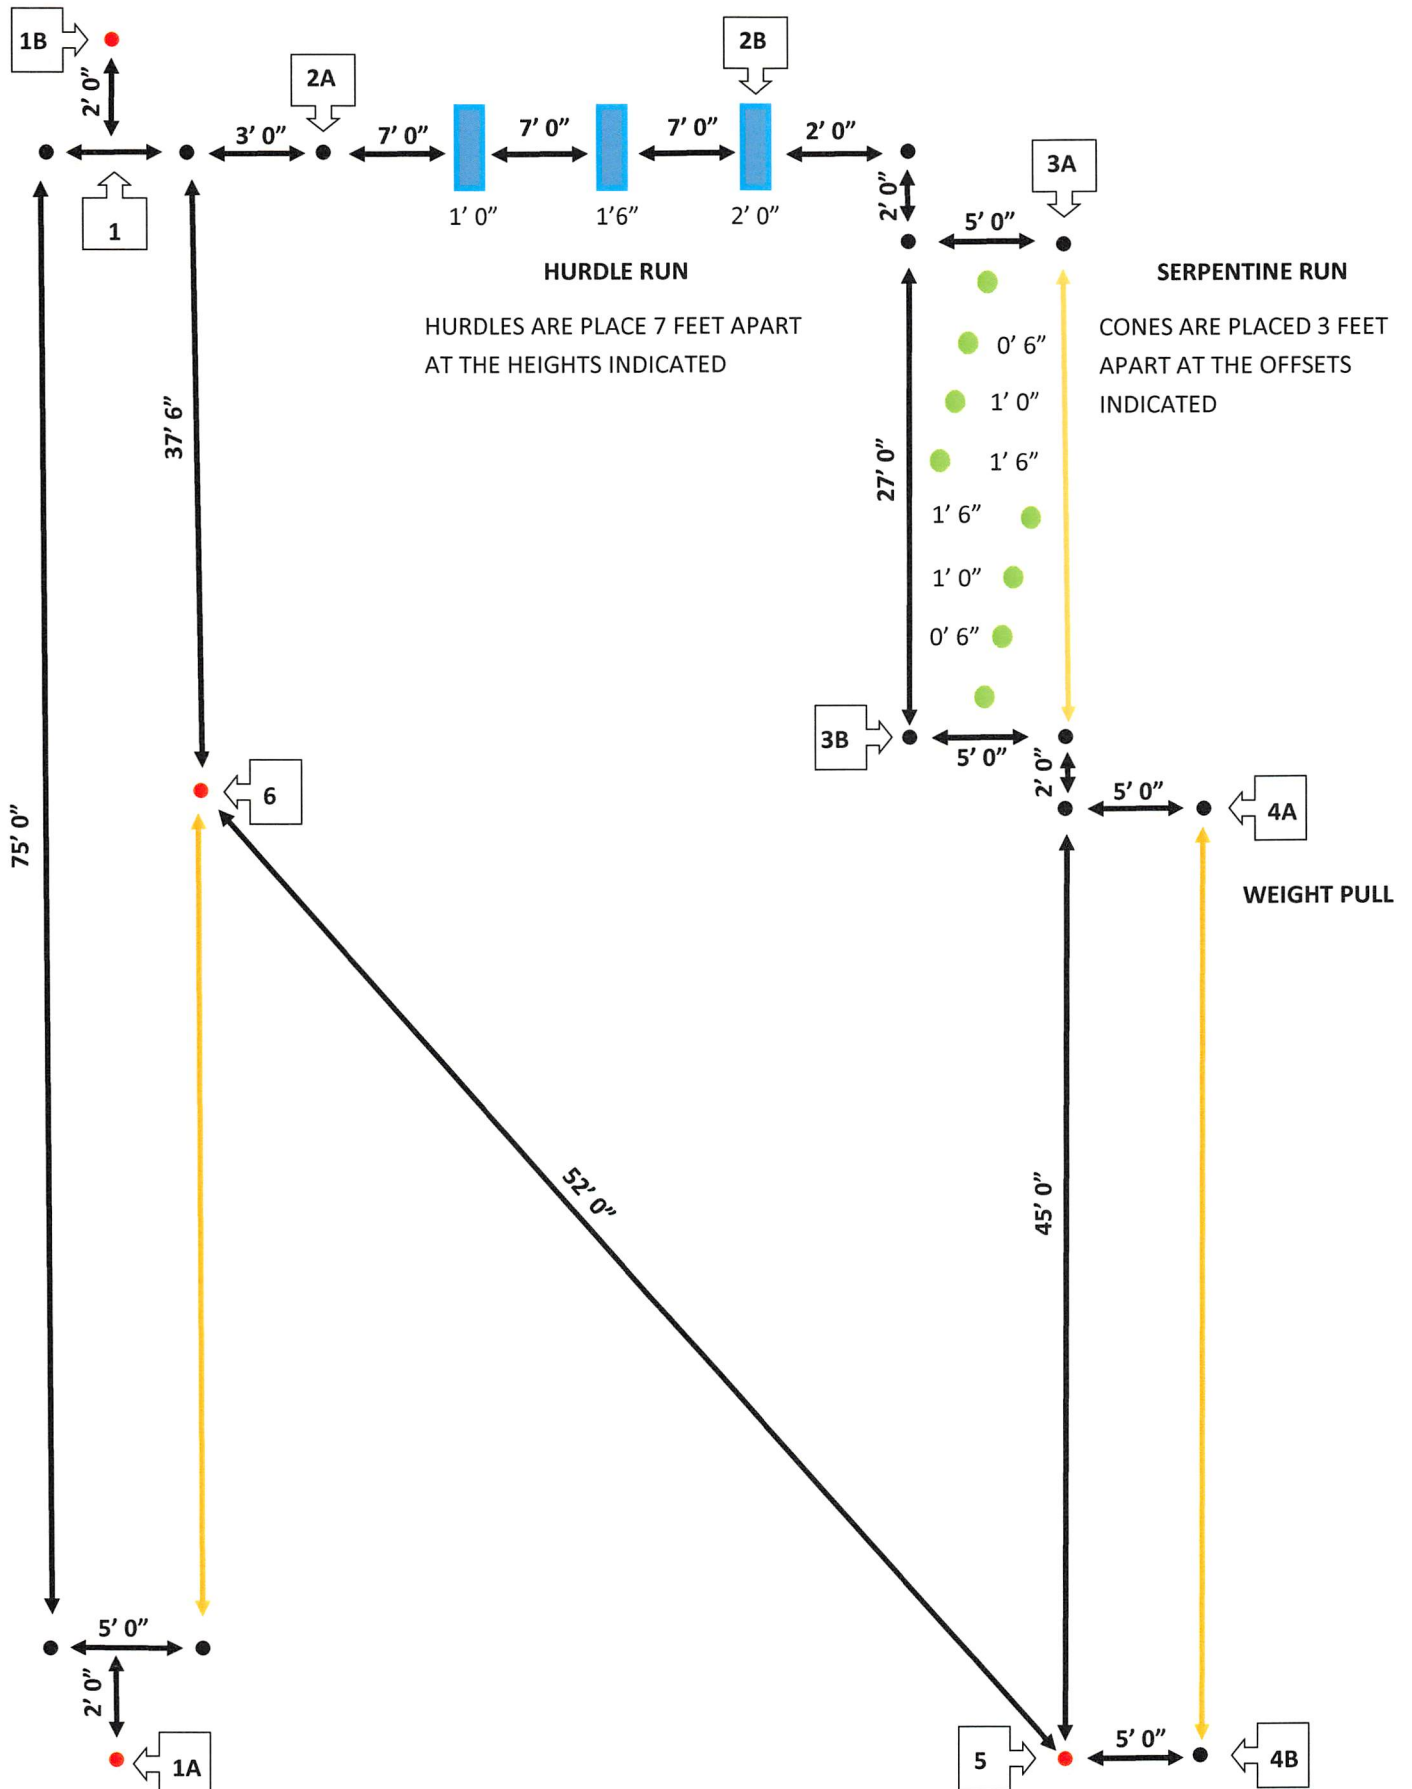 1B
2' 0"
2A
2B
3' 0"
7' 0"
7' 0"
7' 0"
2' 0"
1
1' 0"
1'6"
2' 0"
2' 0"
3A
5' 0"
HURDLE RUN
HURDLES ARE PLACE 7 FEET APART
AT THE HEIGHTS INDICATED
SERPENTINE RUN
CONES ARE PLACED 3 FEET
APART AT THE OFFSETS
INDICATED
37' 6"
27' 0"
0' 6"
1' 0"
1' 6"
1' 6"
1' 0"
0' 6"
3B
5' 0"
2' 0"
5' 0"
4A
6
75' 0"
WEIGHT PULL
52' 0"
45' 0"
5' 0"
2' 0"
1A
5
5' 0"
4B